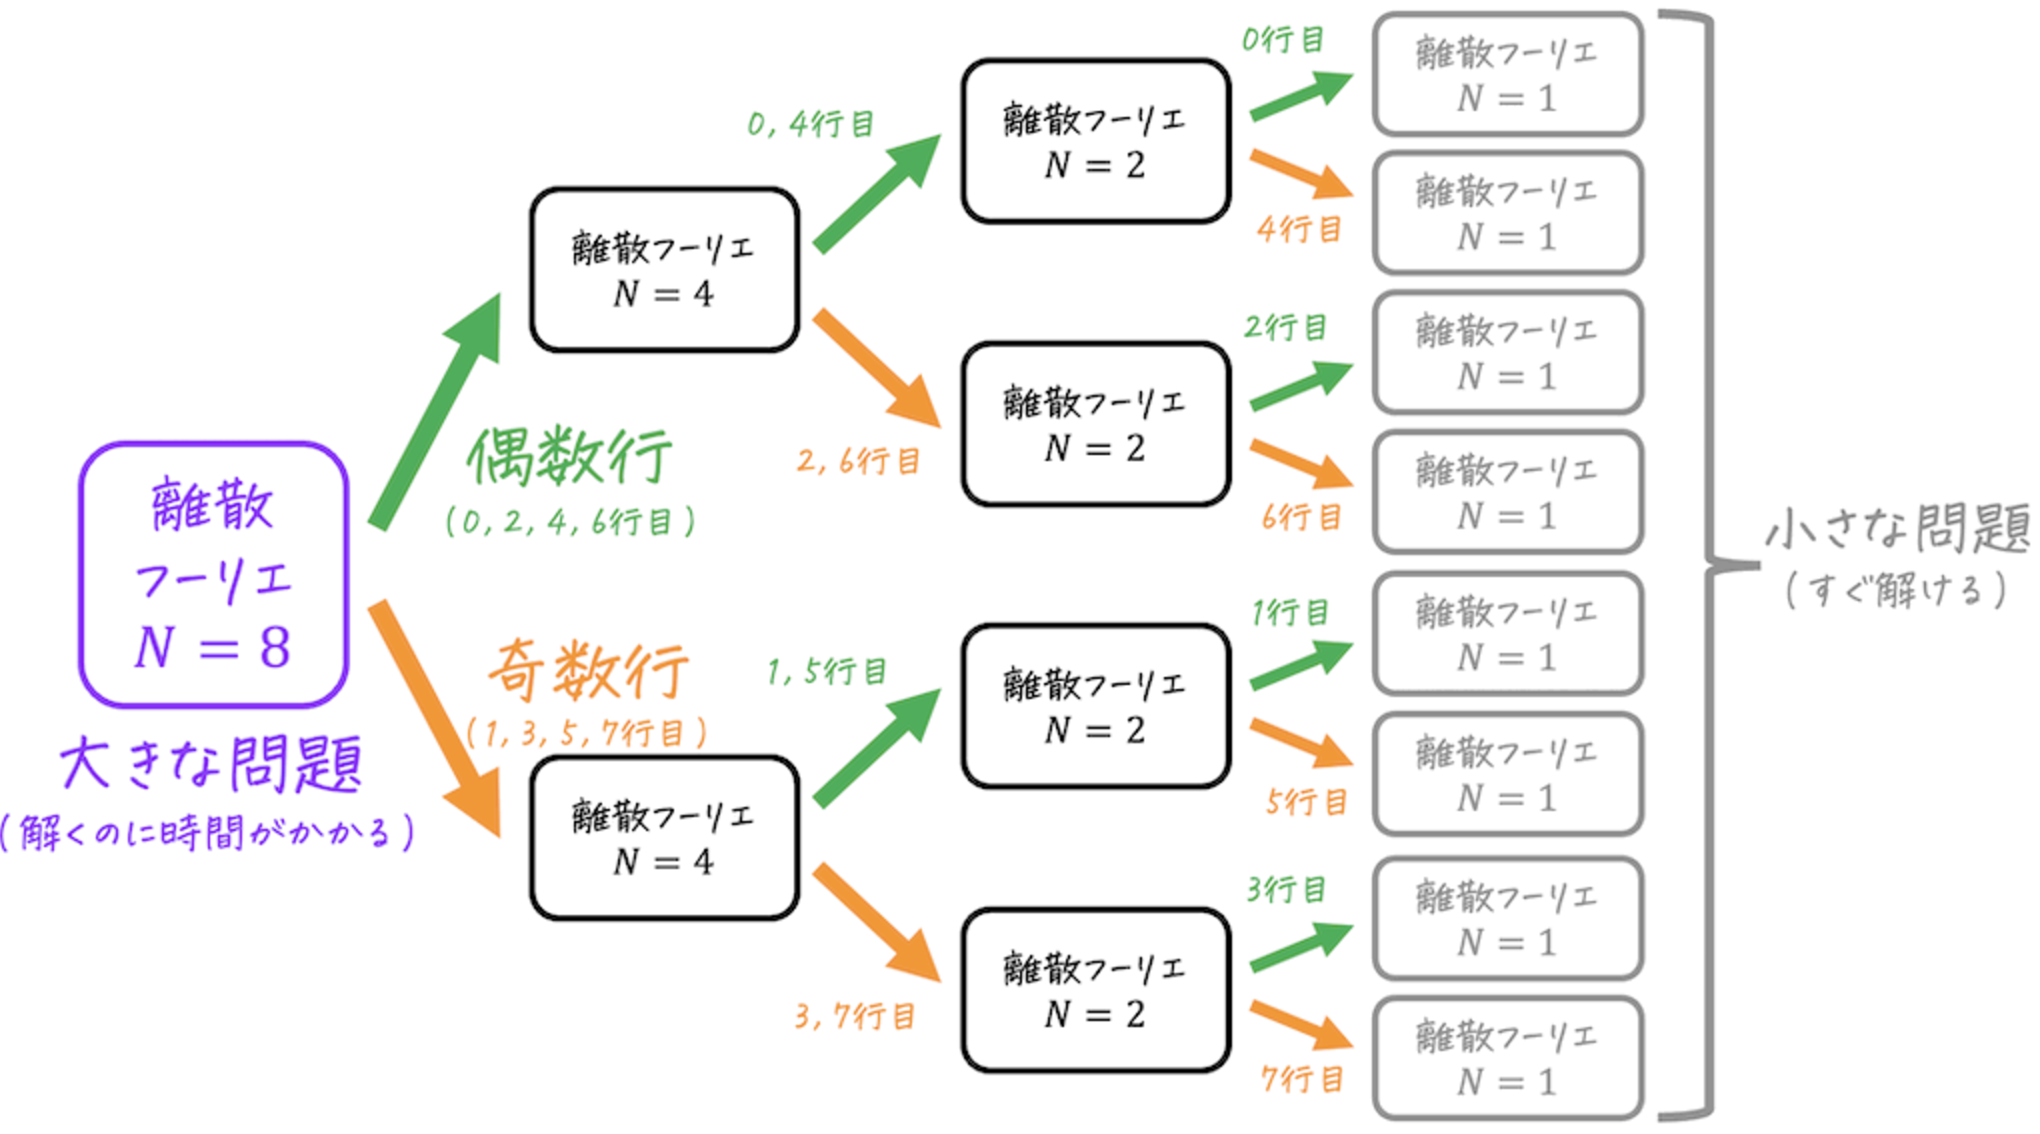 離散
フーリエ
N = 8
大きな問題
(解くのに時間がかかる)
偶数行
(0, 2, 4, 6行目)
奇数行
(1, 3, 5, 7行目)
離散フーリエ
N = 4
離散フーリエ
N = 4
0, 4行目
2, 6行目
1, 5行目
3, 7行目
離散フーリエ
N = 2
離散フーリエ
N = 2
離散フーリエ
N = 2
離散フーリエ
N = 2
0行目
4行目
2行目
6行目
1行目
5行目
3行目
7行目
離散フーリエ
N = 1
離散フーリエ
N = 1
離散フーリエ
N = 1
離散フーリエ
N = 1
離散フーリエ
N = 1
離散フーリエ
N = 1
離散フーリエ
N = 1
離散フーリエ
N = 1
小さな問題
(すぐ解ける)